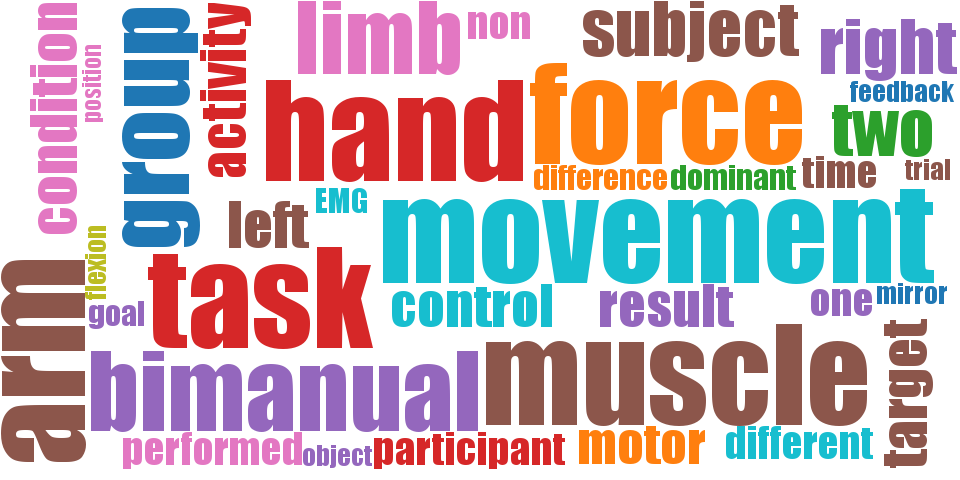 limb
non
subject
right
condition
position
group
activity
hand
force
feedback
two
difference
dominant
time
trial
EMG
left
movement
flexion
arm
goal
task
control
result
one
mirror
bimanual
muscle
target
performed
object
participant
motor
different